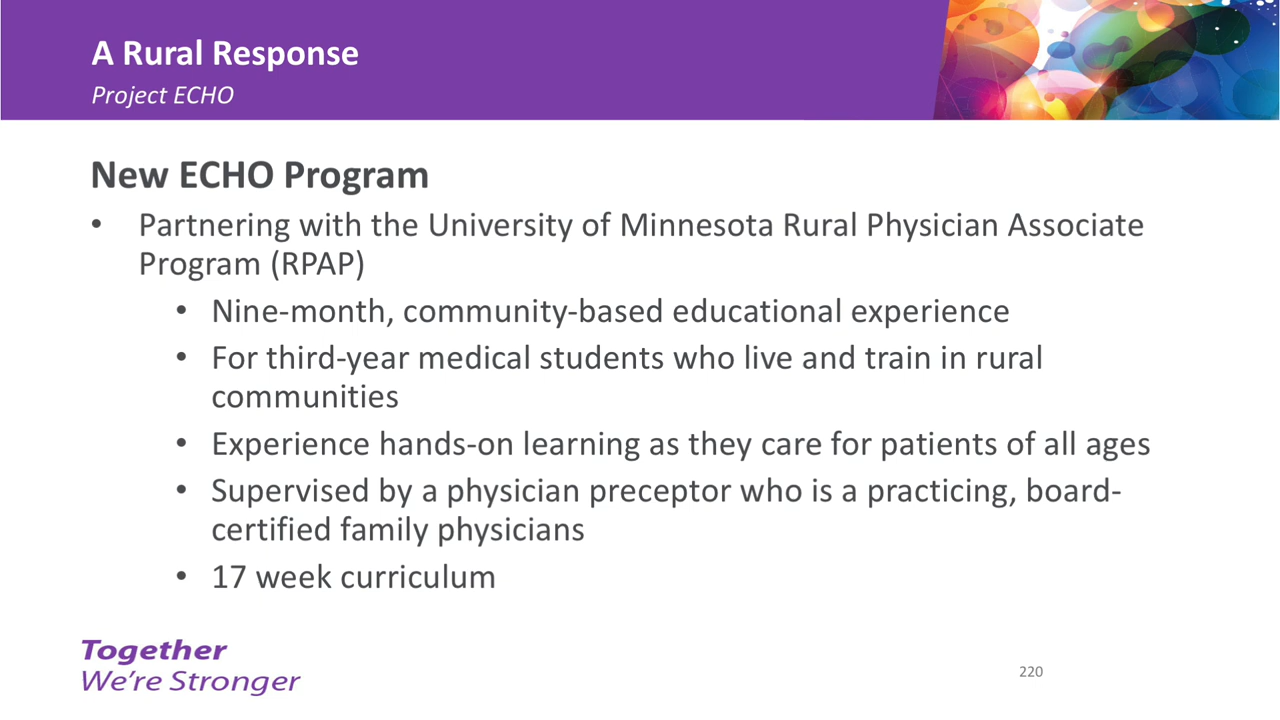 A Rural Response
Project ECHO
New ECHO Program
• Partnering with the University of Minnesota Rural Physician Associate
Program (RPAP)
• Nine-month, community-based educational experience
• For third-year medical students who live and train in rural
communities
• Experience hands-on learning as they care for patients of all ages
• Supervised by a physician preceptor who is a practicing, board-
certified family physicians
• 17 week curriculum
Together
We're Stronger
220